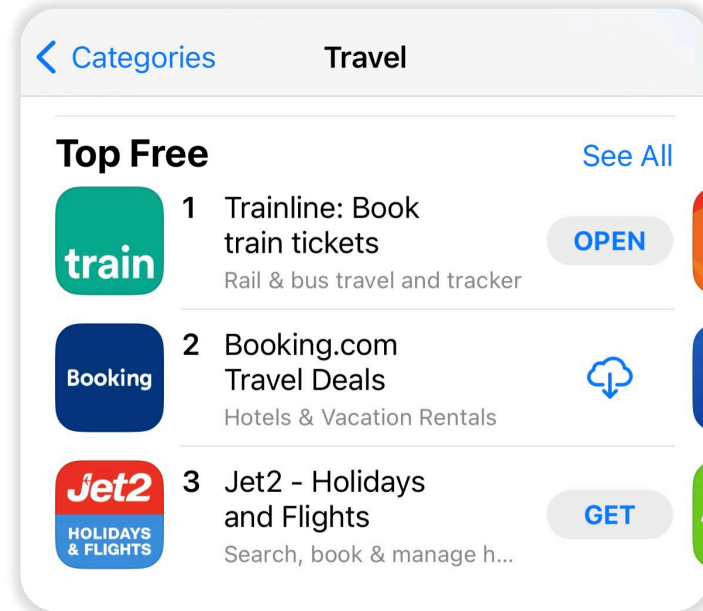 Categories
Travel
Top Free
See All
train
1
Trainline: Book
train tickets
Rail & bus travel and tracker
OPEN
Booking
2
Booking.com
Travel Deals
Hotels & Vacation Rentals
Jet2
HOLIDAYS
& FLIGHTS
3
Jet2 - Holidays
and Flights
Search, book & manage h...
GET